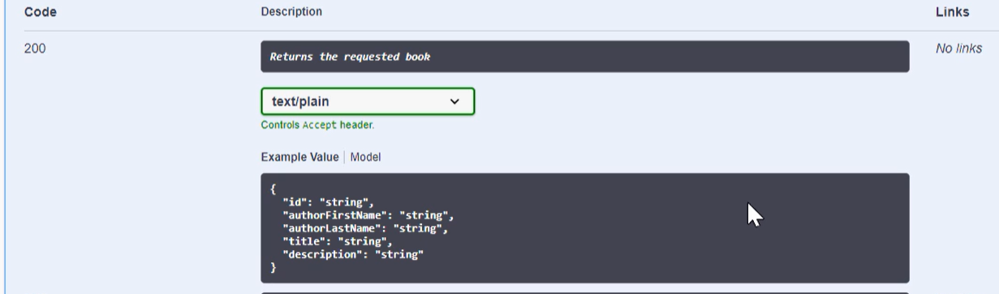 Code Description Links
200 Returns the requested book No links
text/plain
Controls Accept header.
Example Value | Model
{
"id": "string",
"authorFirstName": "string",
"authorLastName": "string",
"title": "string",
"description": "string"
}